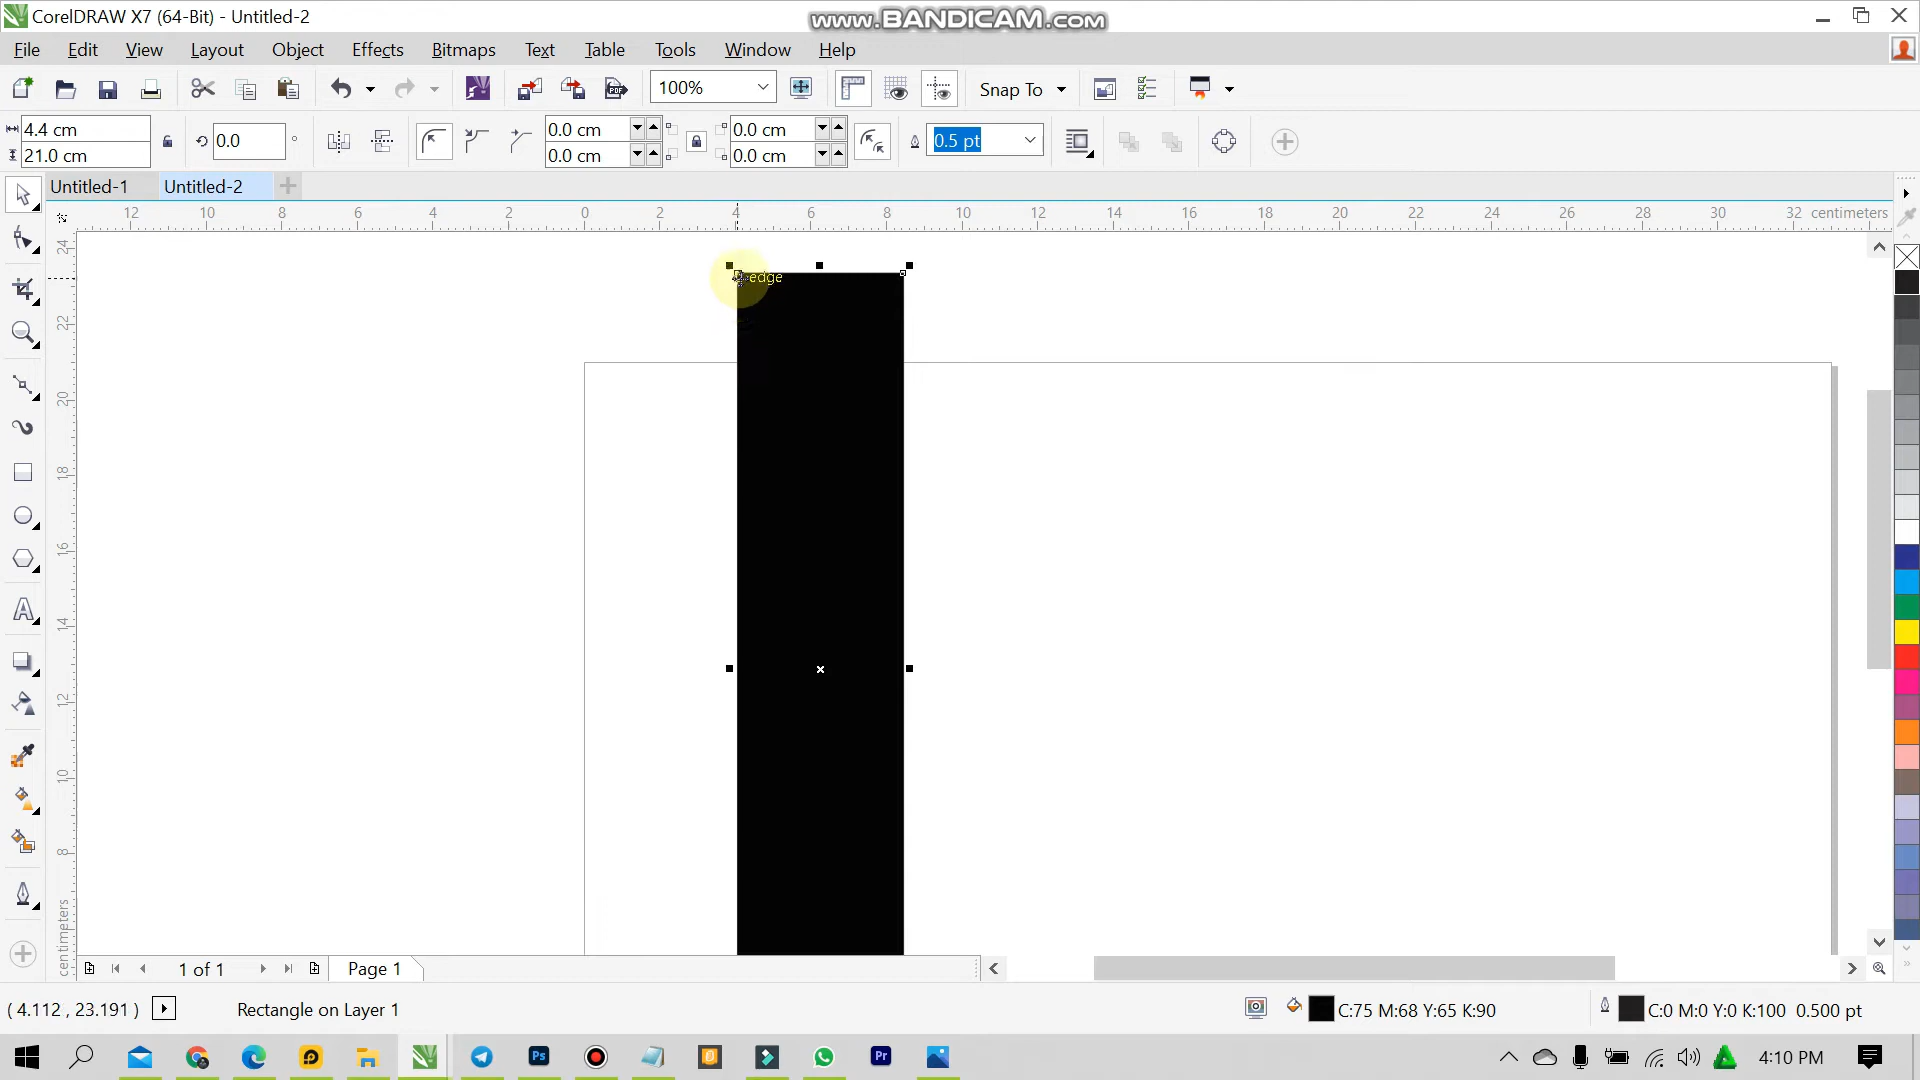 CorelDRAW X7 (64-Bit) - Untitled-2
www.BANDICAM.com
File Edit View Layout Object Effects Bitmaps Text Table Tools Window Help
PDF 100% Snap To
4.4 cm 0.0 0.0 cm 0.0 cm 0.5 pt
21.0 cm 0.0 cm 0.0 cm
Untitled-1 Untitled-2
12 10 8 6 4 2 0 2 4 6 8 10 12 14 16 18 20 22 24 26 28 30 32 centimeters
24
edge
22
20
18
16
14
12
10
8
centimeters
1 of 1 Page 1
( 4.112 , 23.191 ) Rectangle on Layer 1 C:75 M:68 Y:65 K:90 C:0 M:0 Y:0 K:100 0.500 pt
Ps Pr 4:10 PM